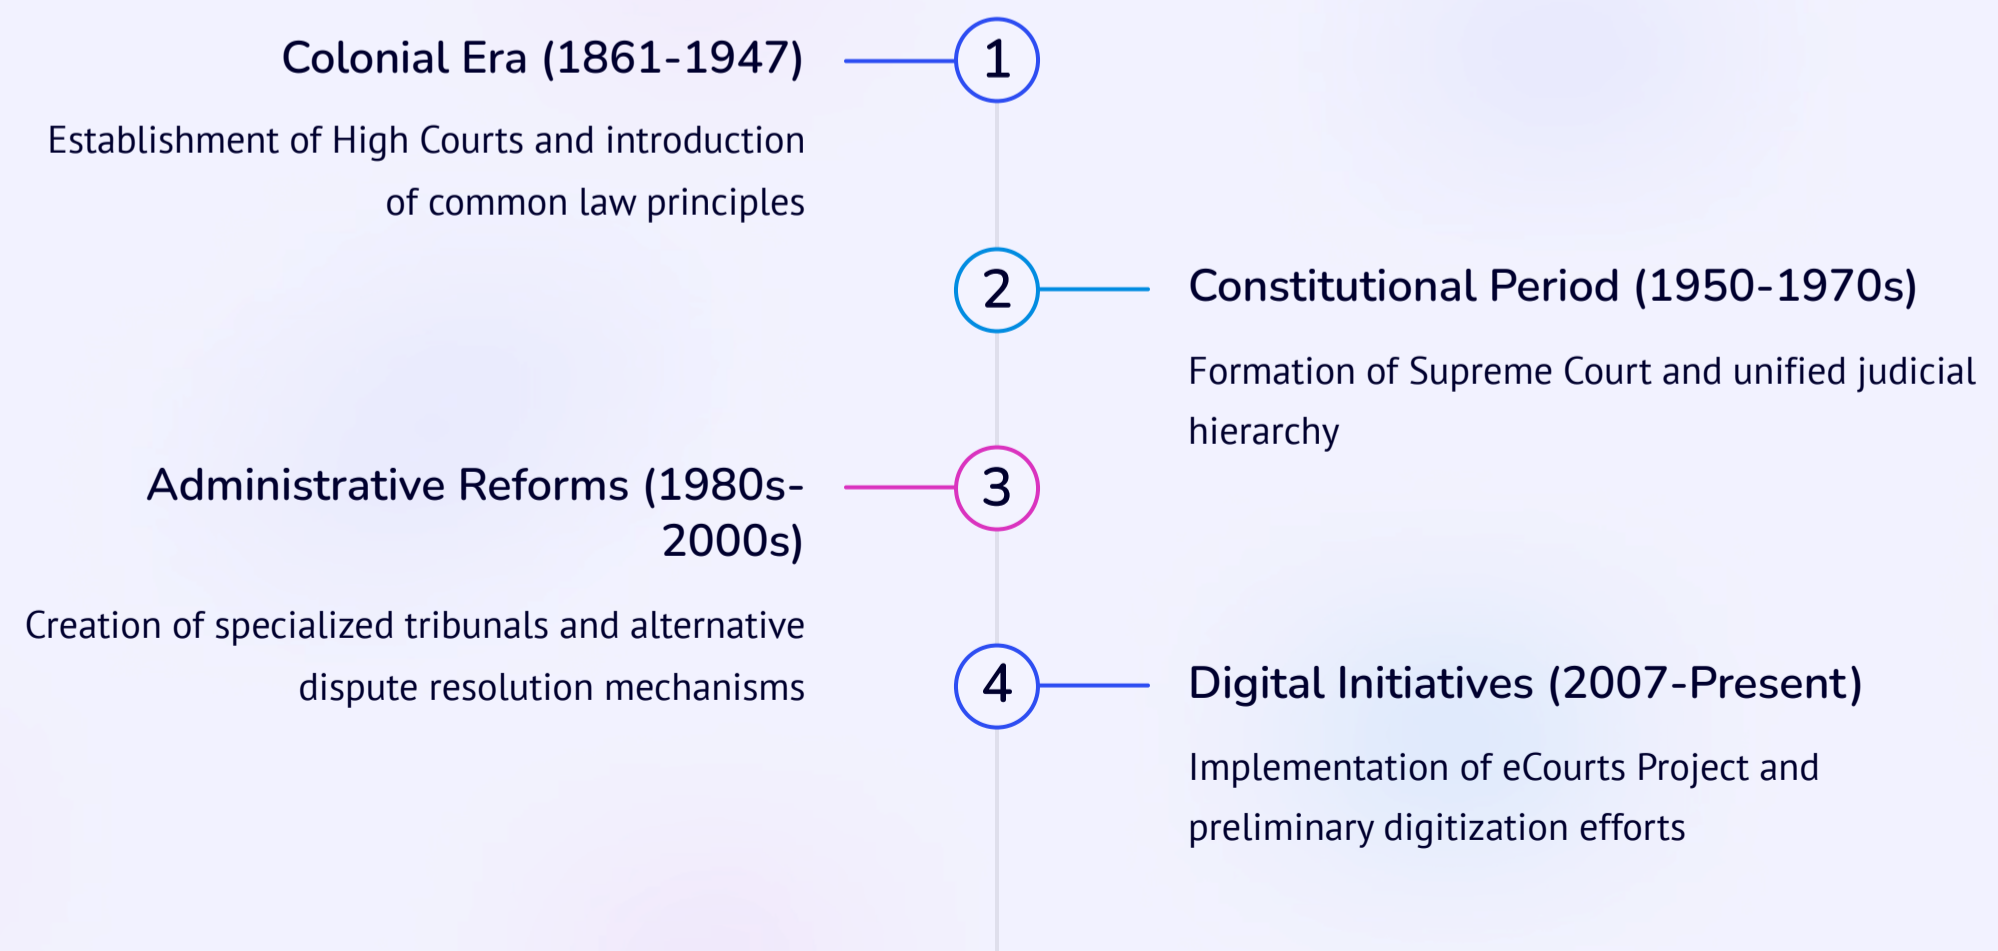 Colonial Era (1861-1947)
1
Establishment of High Courts and introduction
of common law principles
2
Constitutional Period (1950-1970s)
Formation of Supreme Court and unified judicial
hierarchy
Administrative Reforms (1980s-
2000s)
3
Creation of specialized tribunals and alternative
dispute resolution mechanisms
4
Digital Initiatives (2007-Present)
Implementation of eCourts Project and
preliminary digitization efforts